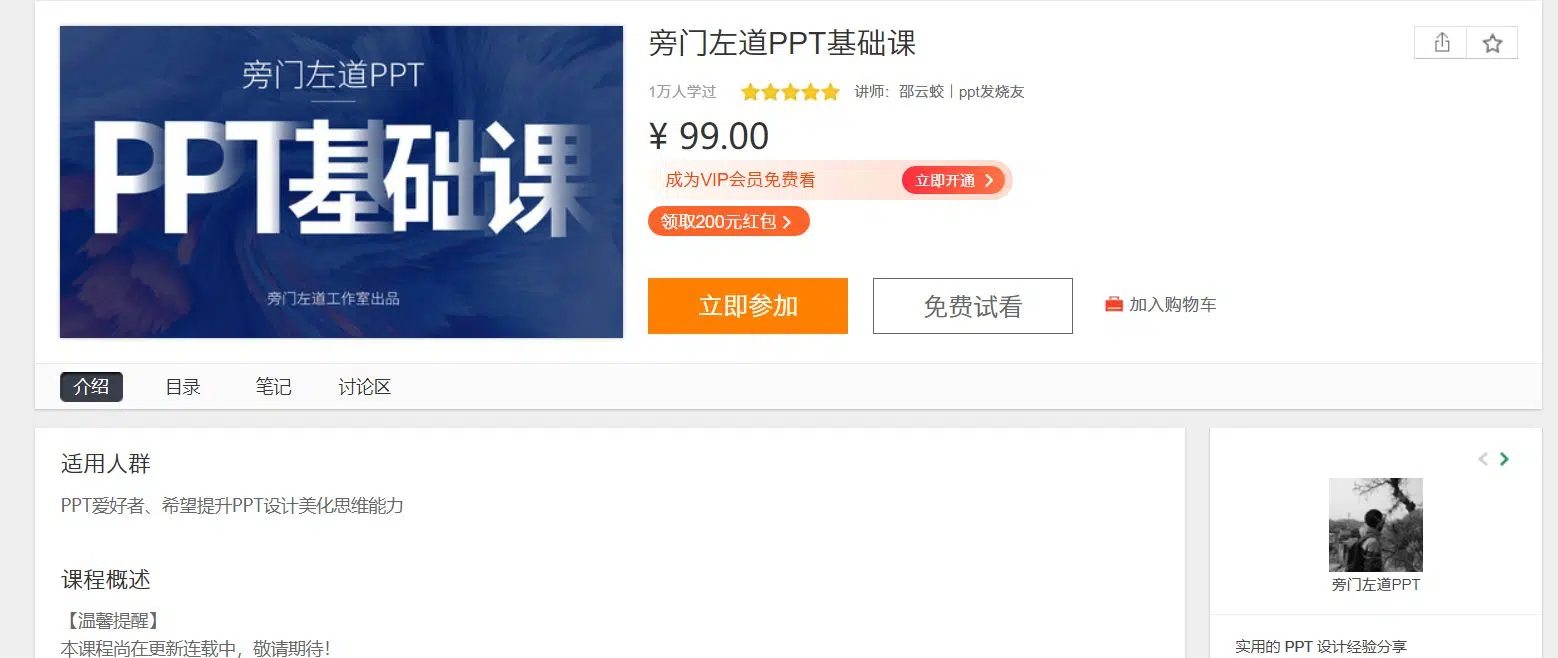 旁门左道PPT
PPT基础课
旁门左道工作室出品
旁门左道PPT基础课
1万人学过 讲师：邵云蛟丨ppt发烧友
¥ 99.00
成为VIP会员免费看 立即开通
领取200元红包
立即参加 免费试看 加入购物车
介绍 目录 笔记 讨论区
适用人群
PPT爱好者、希望提升PPT设计美化思维能力
课程概述
【温馨提醒】
本课程尚在更新连载中，敬请期待！
旁门左道PPT
实用的 PPT 设计经验分享